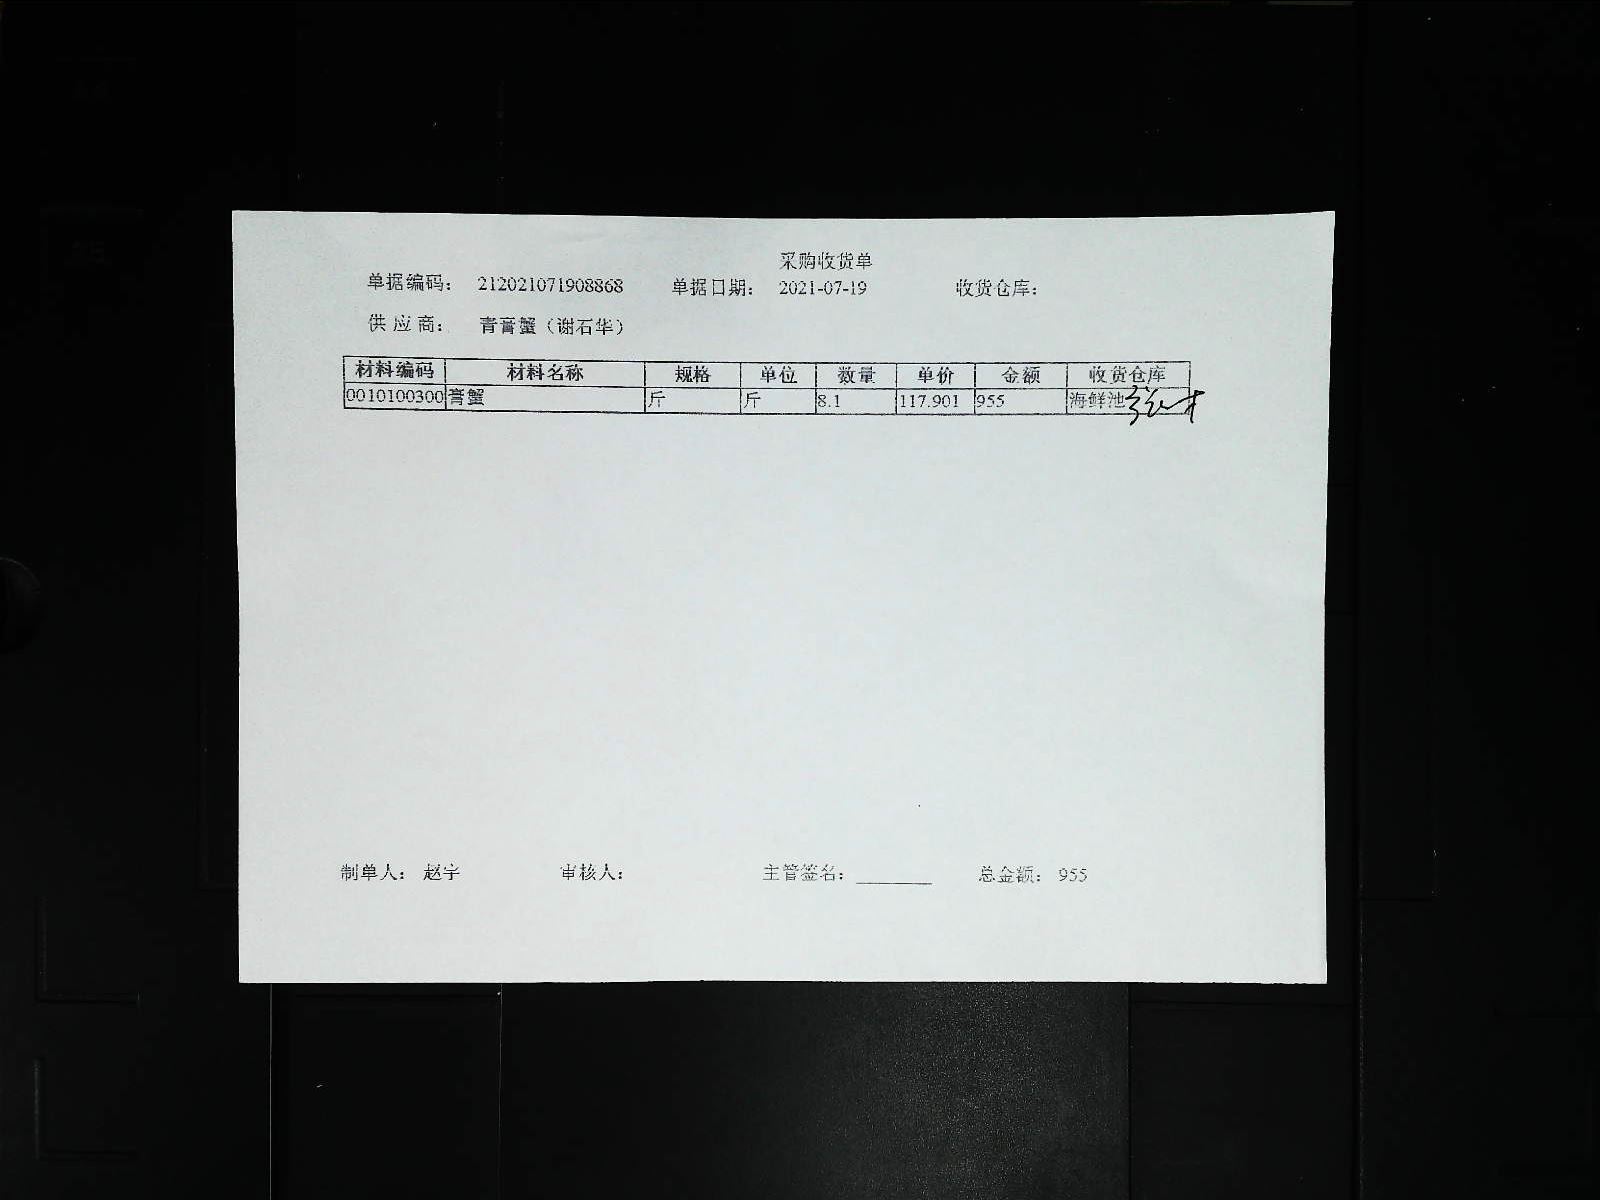 采购收货单
单据编码： 212021071908868 单据日期： 2021-07-19 收货仓库：
供 应 商： 青膏蟹（谢石华）
材料编码 材料名称 规格 单位 数量 单价 金额 收货仓库
0010100300 膏蟹 斤 斤 8.1 117.901 955 海鲜池
制单人： 赵宇 审核人： 主管签名： 总金额： 955